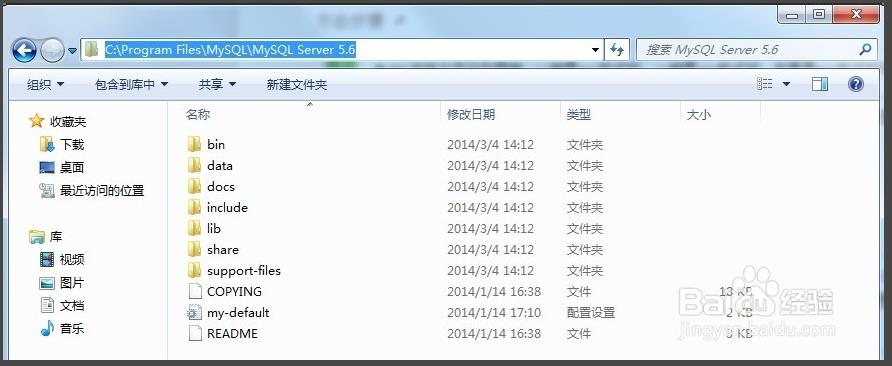 C:\Program Files\MySQL\MySQL Server 5.6
搜索 MySQL Server 5.6
组织 包含到库中 共享 新建文件夹
名称 修改日期 类型 大小
收藏夹
下载
桌面
最近访问的位置
库
视频
图片
文档
音乐
bin 2014/3/4 14:12 文件夹
data 2014/3/4 14:12 文件夹
docs 2014/3/4 14:12 文件夹
include 2014/3/4 14:12 文件夹
lib 2014/3/4 14:12 文件夹
share 2014/3/4 14:12 文件夹
support-files 2014/3/4 14:12 文件夹
COPYING 2014/1/14 16:38 文件 18 KB
my-default 2014/1/14 17:10 配置设置 2 KB
README 2014/1/14 16:38 文件 3 KB
Baidu经验
jingyan.baidu.com